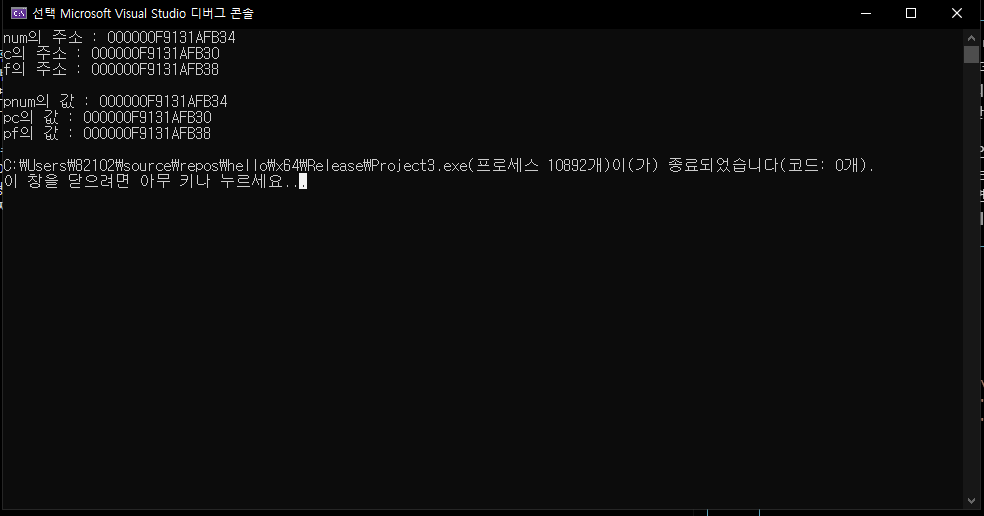 선택 Microsoft Visual Studio 디버그 콘솔
num의 주소 : 000000F9131AFB34
c의 주소 : 000000F9131AFB30
f의 주소 : 000000F9131AFB38
pnum의 값 : 000000F9131AFB34
pc의 값 : 000000F9131AFB30
pf의 값 : 000000F9131AFB38
C:₩Users₩82102₩source₩repos₩hello₩x64₩Release₩Project3.exe(프로세스 10892개)이(가) 종료되었습니다(코드: 0개).
이 창을 닫으려면 아무 키나 누르세요...